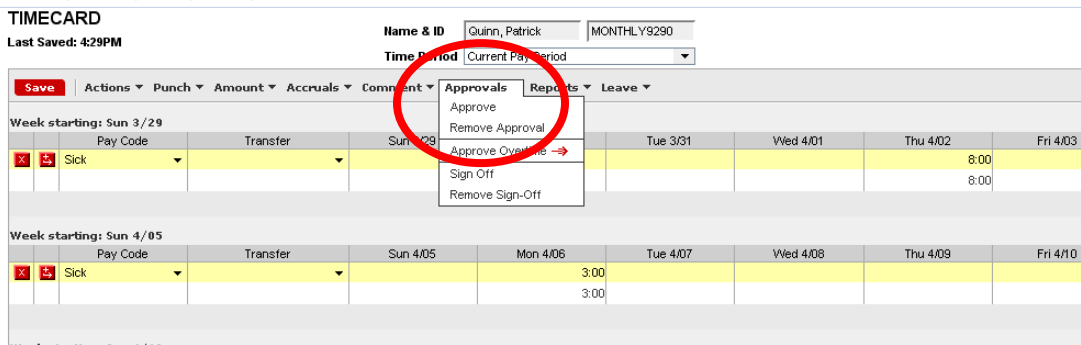 TIMECARD
Last Saved: 4:29PM
Name & ID Quinn, Patrick MONTHLY9290
Time Period Current Pay Period
Save Actions Punch Amount Accruals Comment Approvals Reports Leave
Approve
Remove Approval
Approve Overtime
Sign Off
Remove Sign-Off
Week starting: Sun 3/29
Pay Code Transfer Sun 3/29 Tue 3/31 Wed 4/01 Thu 4/02 Fri 4/03
Sick 8:00
8:00
Week starting: Sun 4/05
Pay Code Transfer Sun 4/05 Mon 4/06 Tue 4/07 Wed 4/08 Thu 4/09 Fri 4/10
Sick 3:00
3:00